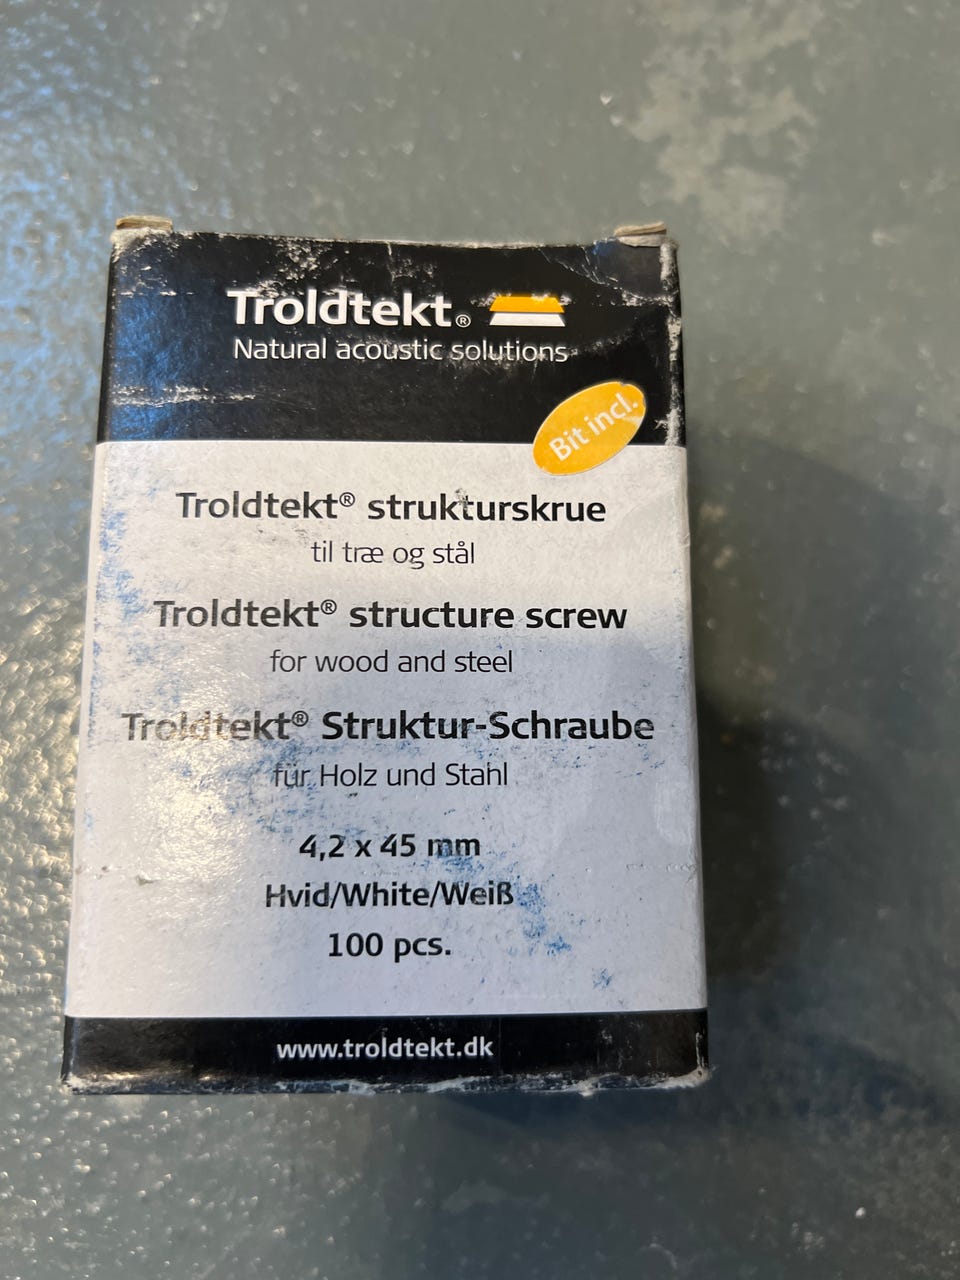 Troldtekt®
Natural acoustic solutions
Bit incl.
Troldtekt® strukturskrue
til træ og stål
Troldtekt® structure screw
for wood and steel
Troldtekt® Struktur-Schraube
für Holz und Stahl
4,2 x 45 mm
Hvid/White/Weiß
100 pcs.
www.troldtekt.dk